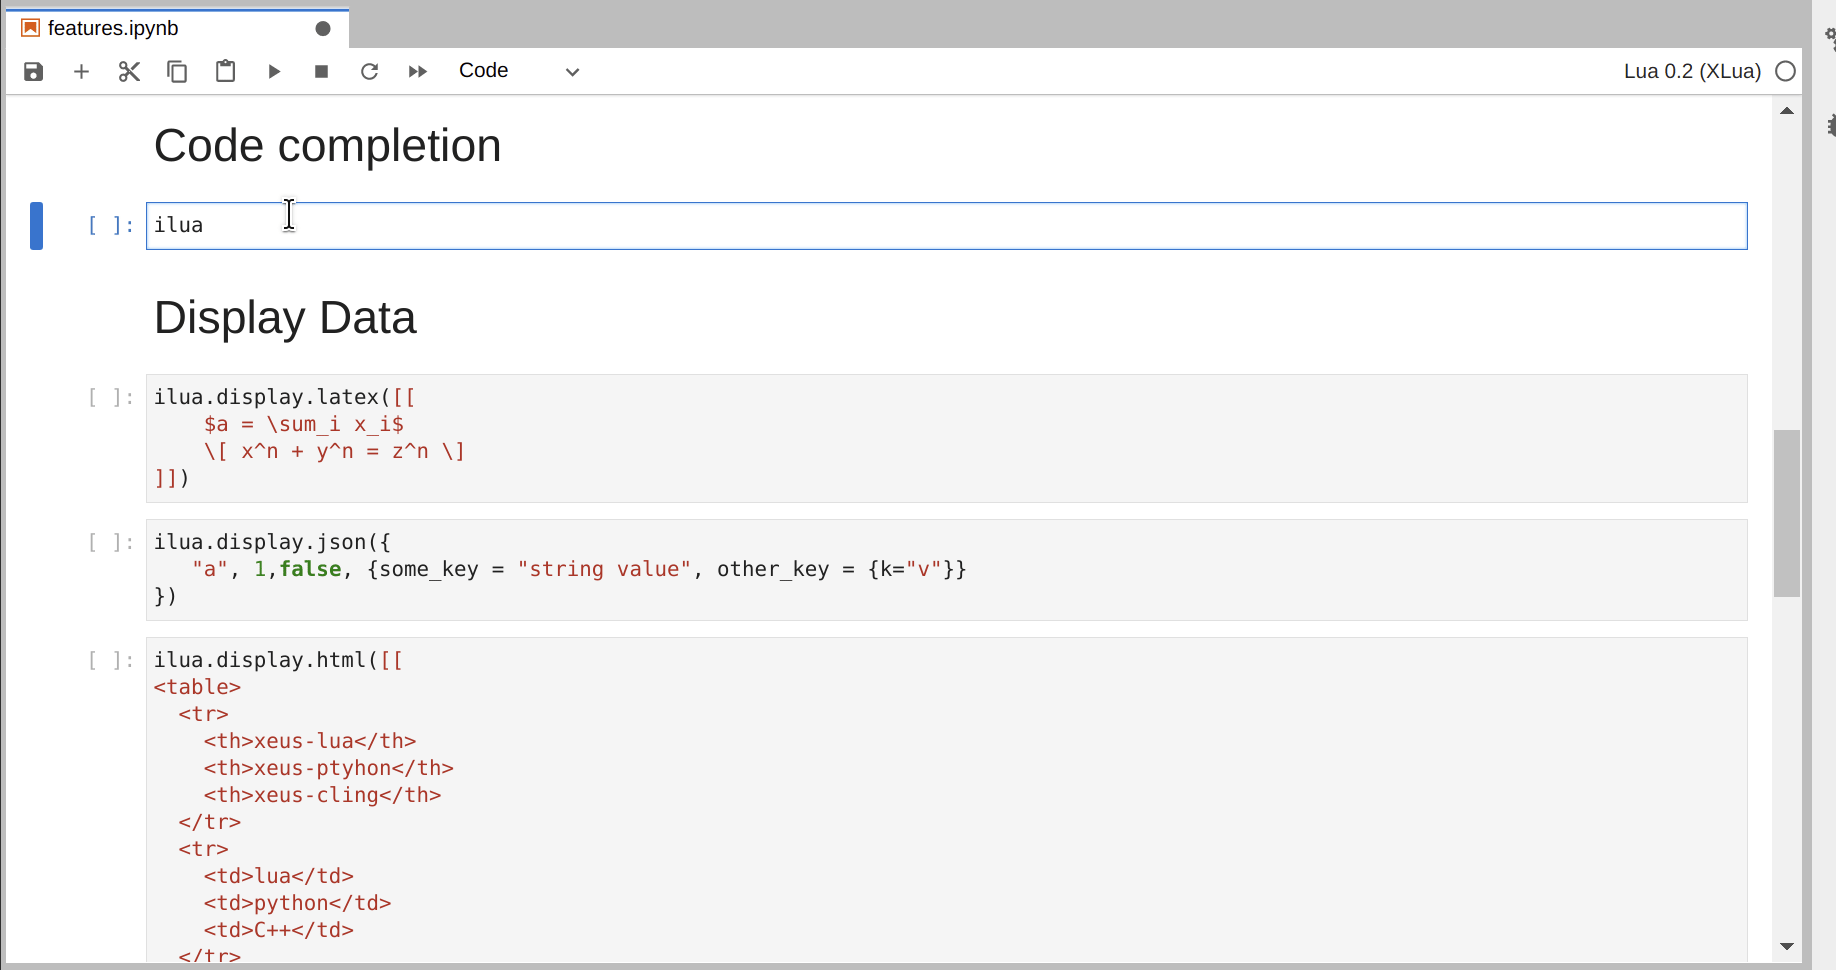 features.ipynb
Code
Lua 0.2 (XLua)
Code completion
[ ]: ilua
Display Data
[ ]: ilua.display.latex([[
    $a = \sum_i x_i$
    \[ x^n + y^n = z^n \]
]])
[ ]: ilua.display.json({
   "a", 1,false, {some_key = "string value", other_key = {k="v"}}
})
[ ]: ilua.display.html([[
<table>
  <tr>
    <th>xeus-lua</th>
    <th>xeus-ptyhon</th>
    <th>xeus-cling</th>
  </tr>
  <tr>
    <td>lua</td>
    <td>python</td>
    <td>C++</td>
  </tr>